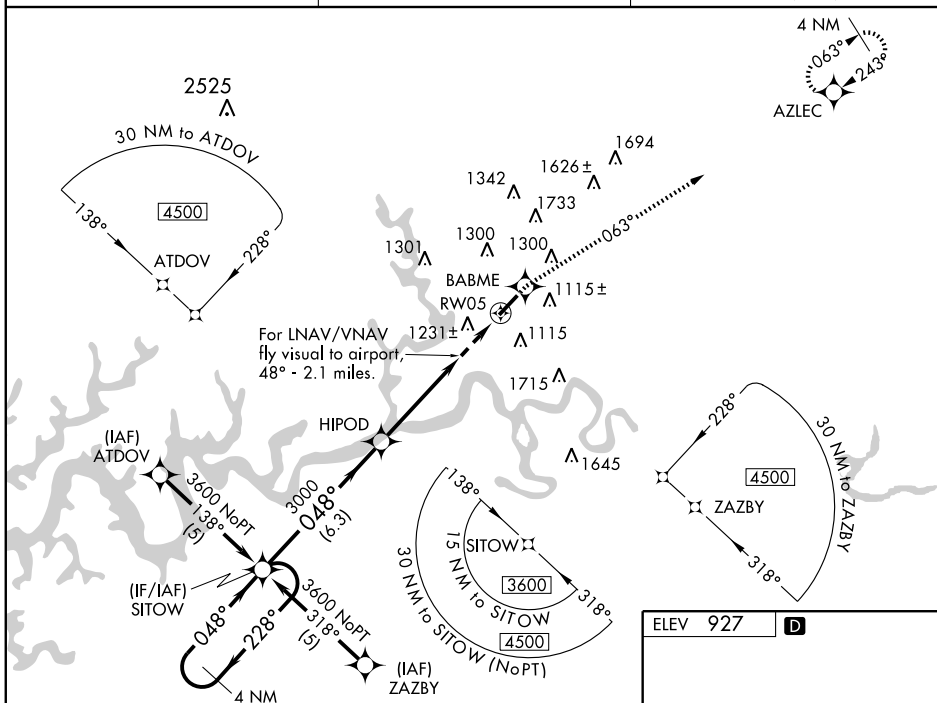 4 NM
063°
243°
AZLEC
2525
30 NM to ATDOV
4500
138°
228°
ATDOV
1694
1626±
1342
1733
063°
1301
1300
1300
BABME
RW05
1115±
1231±
1115
For LNAV/VNAV
fly visual to airport,
48° - 2.1 miles.
1715
HIPOD
1645
228°
30 NM to ZAZBY
4500
ZAZBY
318°
(IAF)
ATDOV
3600 NoPT
138°
(5)
3000
048°
(6.3)
138°
SITOW
15 NM to SITOW
3600
318°
30 NM to SITOW (NoPT)
4500
(IF/IAF)
SITOW
3600 NoPT
318°
(5)
048°
228°
4 NM
(IAF)
ZAZBY
ELEV 927
D